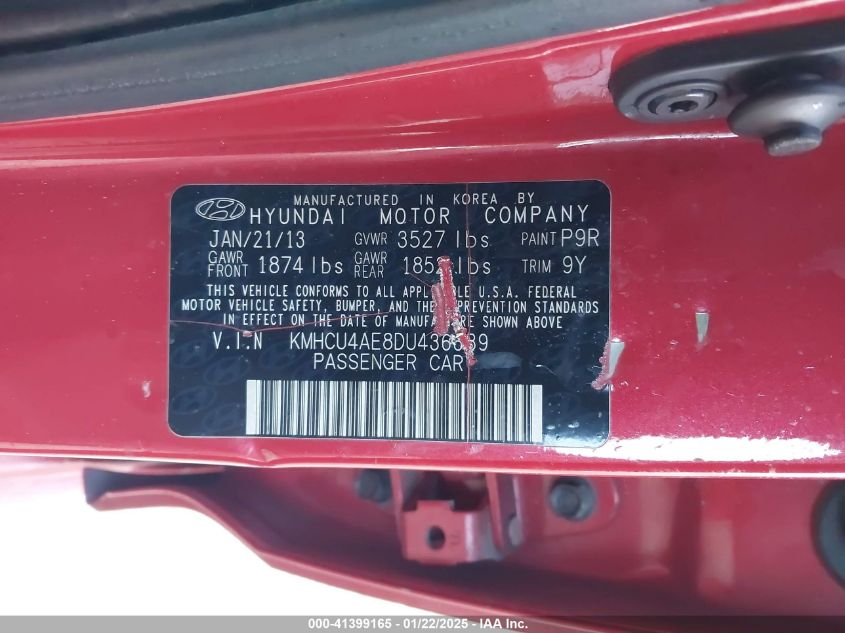 MANUFACTURED IN KOREA BY
HYUNDAI MOTOR COMPANY
JAN/21/13 GVWR 3527 lbs PAINT P9R
GAWR FRONT 1874 lbs GAWR REAR lbs TRIM 9Y
THIS VEHICLE CONFORMS TO ALL U.S.A. FEDERAL
MOTOR VEHICLE SAFETY, BUMPER, AND PREVENTION STANDARDS
IN EFFECT ON THE DATE OF MANUFACTURE SHOWN ABOVE
V.I.N
PASSENGER CAR
000-41399165 - 01/22/2025 - IAA Inc.